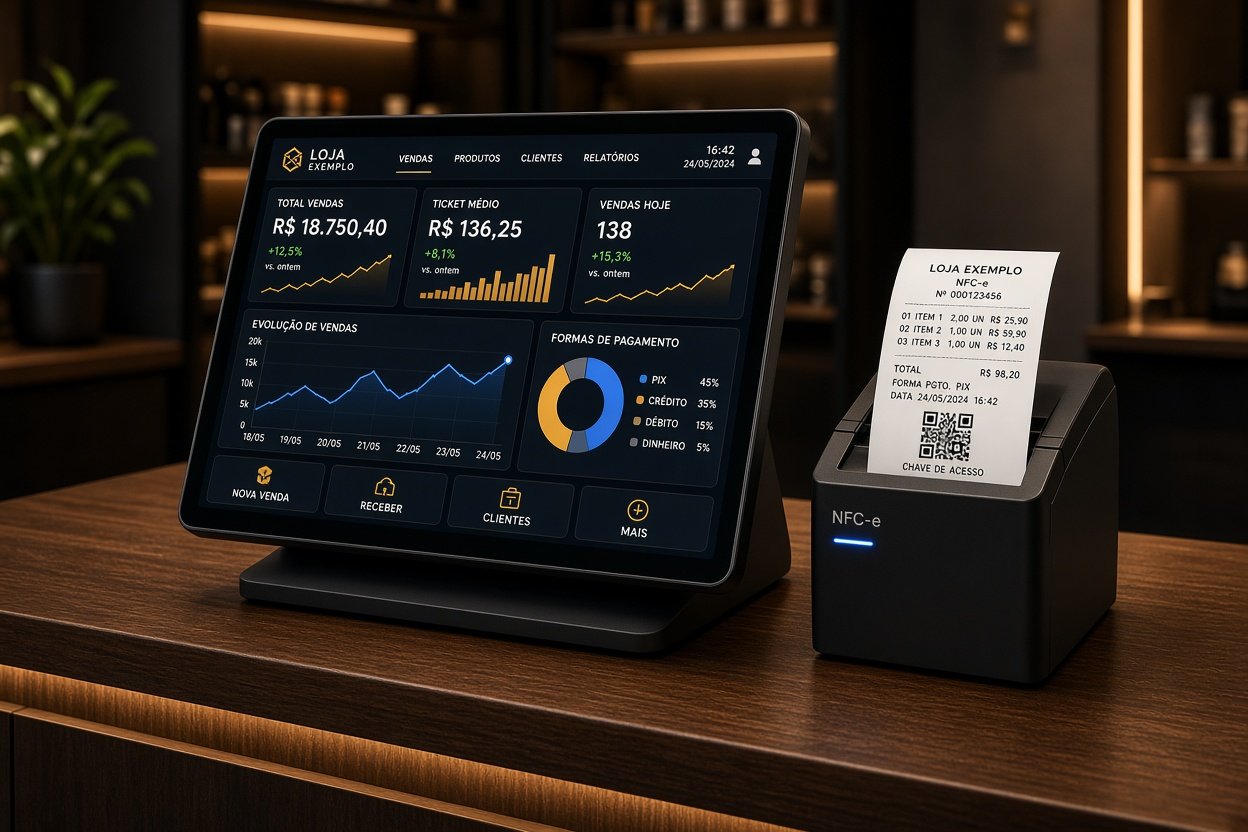 LOJA
EXEMPLO
VENDAS PRODUTOS CLIENTES RELATÓRIOS
16:42
24/05/2024
TOTAL VENDAS
R$ 18.750,40
+12,5%
vs. ontem
TICKET MÉDIO
R$ 136,25
+8,1%
vs. ontem
VENDAS HOJE
138
+15,3%
vs. ontem
EVOLUÇÃO DE VENDAS
20k
15k
10k
5k
0
18/05 19/05 20/05 21/05 22/05 23/05 24/05
FORMAS DE PAGAMENTO
PIX 45%
CRÉDITO 35%
DÉBITO 15%
DINHEIRO 5%
NOVA VENDA
RECEBER
CLIENTES
MAIS
LOJA EXEMPLO
NFC-e
Nº 000123456
01 ITEM 1 2,00 UN R$ 25,90
02 ITEM 2 1,00 UN R$ 59,90
03 ITEM 3 1,00 UN R$ 12,40
TOTAL R$ 98,20
FORMA PGTO. PIX
DATA 24/05/2024 16:42
CHAVE DE ACESSO
NFC-e